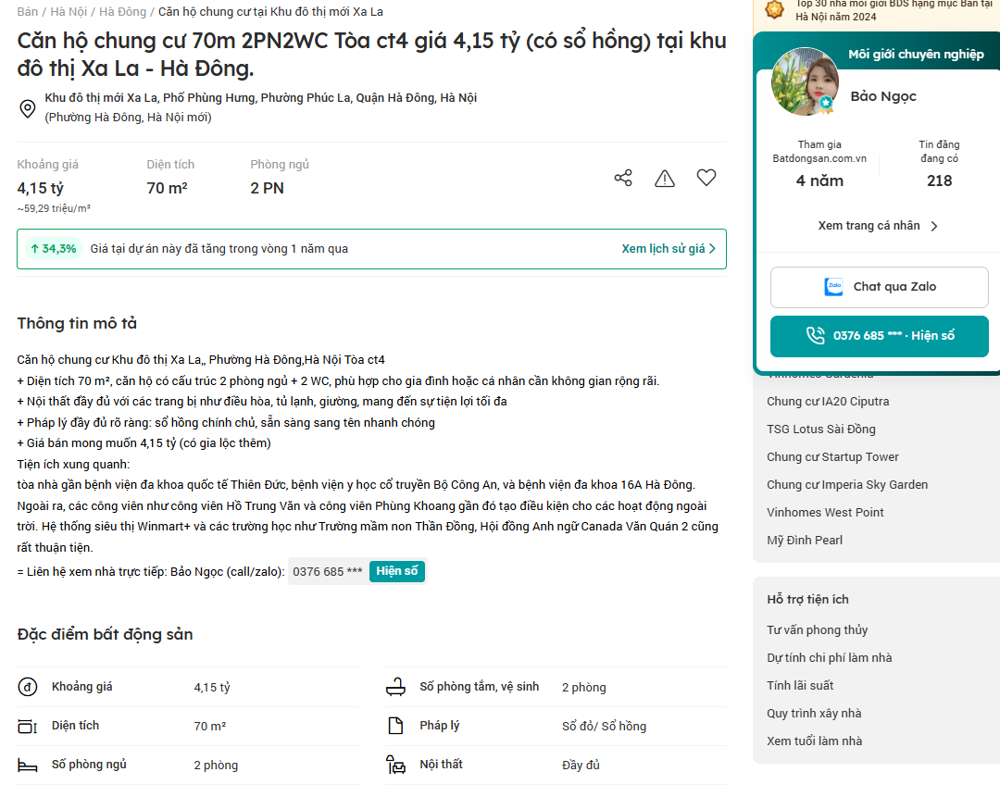 Bán / Hà Nội / Hà Đông / Căn hộ chung cư tại Khu đô thị mới Xa La
Căn hộ chung cư 70m 2PN2WC Tòa ct4 giá 4,15 tỷ (có sổ hồng) tại khu
đô thị Xa La - Hà Đông.
Khu đô thị mới Xa La, Phố Phùng Hưng, Phường Phúc La, Quận Hà Đông, Hà Nội
(Phường Hà Đông, Hà Nội mới)
Khoảng giá
Diện tích
Phòng ngủ
4,15 tỷ
70 m²
2 PN
~59,29 triệu/m²
34,3% Giá tại dự án này đã tăng trong vòng 1 năm qua
Xem lịch sử giá
Thông tin mô tả
Căn hộ chung cư Khu đô thị Xa La,, Phường Hà Đông,Hà Nội Tòa ct4
+ Diện tích 70 m², căn hộ có cấu trúc 2 phòng ngủ + 2 WC, phù hợp cho gia đình hoặc cá nhân cần không gian rộng rãi.
+ Nội thất đầy đủ với các trang bị như điều hòa, tủ lạnh, giường, mang đến sự tiện lợi tối đa
+ Pháp lý đầy đủ rõ ràng: sổ hồng chính chủ, sẵn sàng sang tên nhanh chóng
+ Giá bán mong muốn 4,15 tỷ (có gia lộc thêm)
Tiện ích xung quanh:
tòa nhà gần bệnh viện đa khoa quốc tế Thiên Đức, bệnh viện y học cổ truyền Bộ Công An, và bệnh viện đa khoa 16A Hà Đông.
Ngoài ra, các công viên như công viên Hồ Trung Văn và công viên Phùng Khoang gần đó tạo điều kiện cho các hoạt động ngoài
trời. Hệ thống siêu thị Winmart+ và các trường học như Trường mầm non Thần Đồng, Hội đồng Anh ngữ Canada Văn Quán 2 cũng
rất thuận tiện.
= Liên hệ xem nhà trực tiếp: Bảo Ngọc (call/zalo): 0376 685 *** Hiện số
Đặc điểm bất động sản
Khoảng giá
4,15 tỷ
Số phòng tắm, vệ sinh
2 phòng
Diện tích
70 m²
Pháp lý
Sổ đỏ/ Sổ hồng
Số phòng ngủ
2 phòng
Nội thất
Đầy đủ
Top 30 nhà môi giới BĐS hạng mục Bán tại
Hà Nội năm 2024
Môi giới chuyên nghiệp
Bảo Ngọc
Tham gia
Batdongsan.com.vn
4 năm
Tin đăng
đang có
218
Xem trang cá nhân
Zalo
Chat qua Zalo
0376 685 *** · Hiện số
Vinhomes Gardenia
Chung cư IA20 Ciputra
TSG Lotus Sài Đồng
Chung cư Startup Tower
Chung cư Imperia Sky Garden
Vinhomes West Point
Mỹ Đình Pearl
Hỗ trợ tiện ích
Tư vấn phong thủy
Dự tính chi phí làm nhà
Tính lãi suất
Quy trình xây nhà
Xem tuổi làm nhà